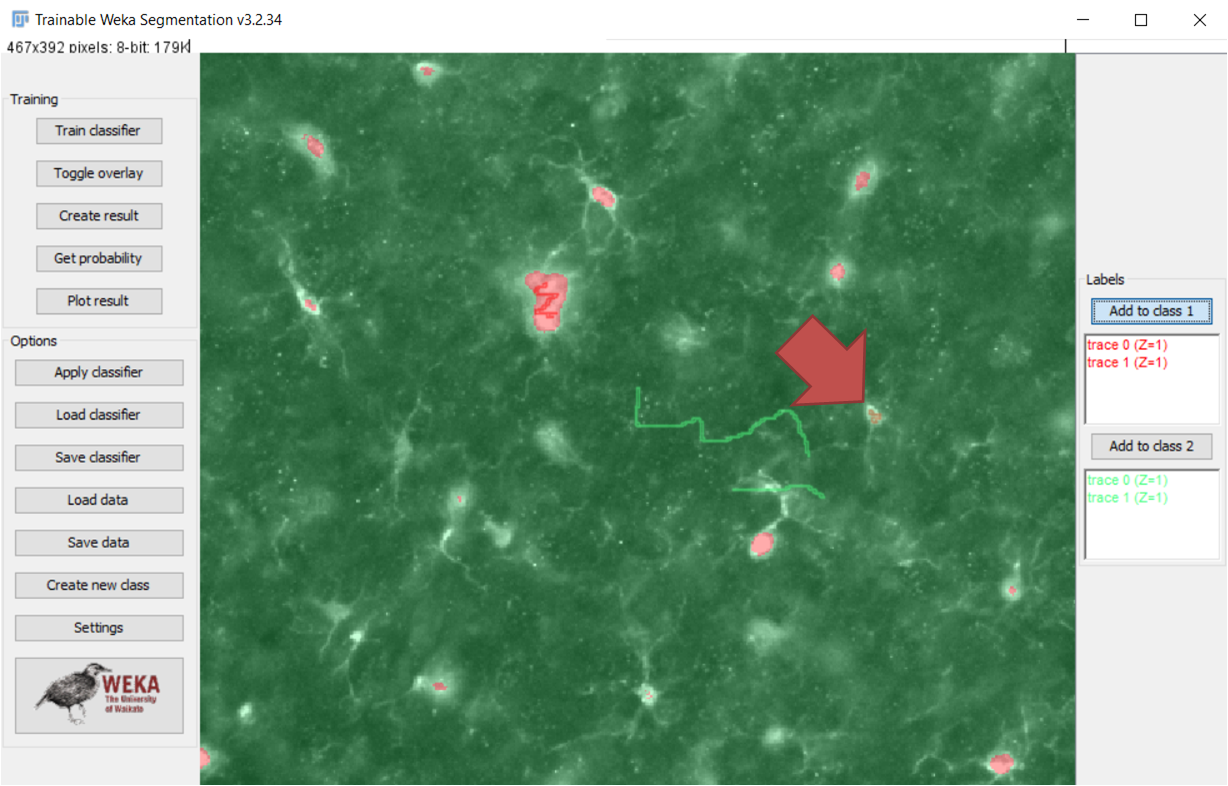 Trainable Weka Segmentation v3.2.34
467x392 pixels; 8-bit; 179K
Training
Train classifier
Toggle overlay
Create result
Get probability
Plot result
Options
Apply classifier
Load classifier
Save classifier
Load data
Save data
Create new class
Settings
WEKA
The University
of Waikato
Labels
Add to class 1
trace 0 (Z=1)
trace 1 (Z=1)
Add to class 2
trace 0 (Z=1)
trace 1 (Z=1)